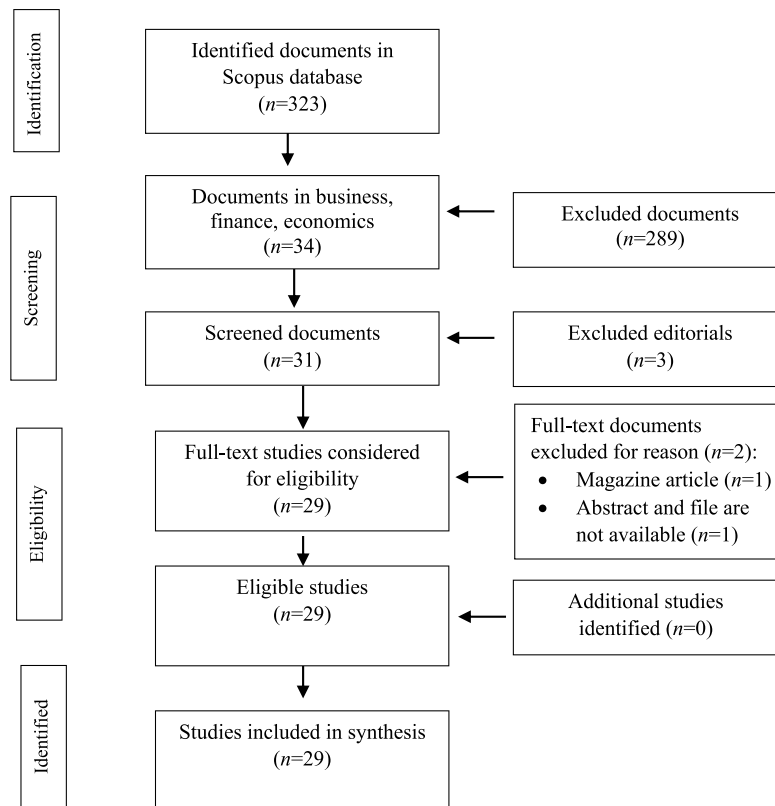 Identification
Identified documents in
Scopus database
(n=323)
Screening
Documents in business,
finance, economics
(n=34)
Excluded documents
(n=289)
Screened documents
(n=31)
Excluded editorials
(n=3)
Eligibility
Full-text studies considered
for eligibility
(n=29)
Full-text documents
excluded for reason (n=2):
• Magazine article (n=1)
• Abstract and file are
not available (n=1)
Eligible studies
(n=29)
Additional studies
identified (n=0)
Identified
Studies included in synthesis
(n=29)